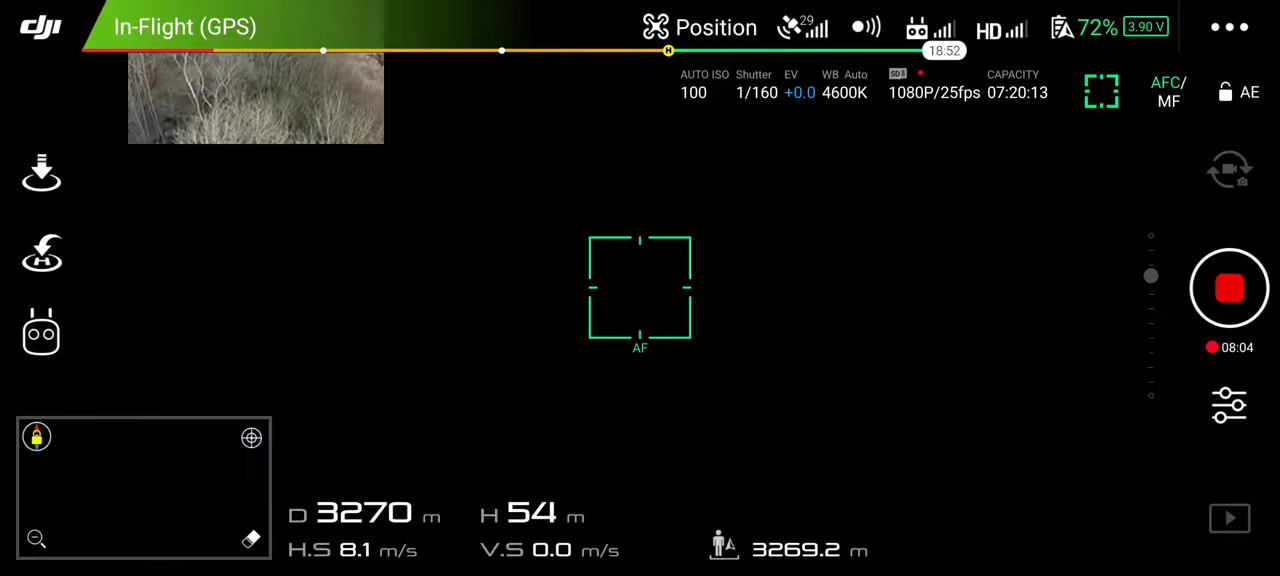 dji In-Flight (GPS) Position 29 HD 72% 3.90 V
H 18:52
AUTO ISO Shutter EV WB Auto SD CAPACITY
100 1/160 +0.0 4600K 1080P/25fps 07:20:13
AFC/
MF
AE
H
AF
08:04
D 3270 m H 54 m
H.S 8.1 m/s V.S 0.0 m/s 3269.2 m